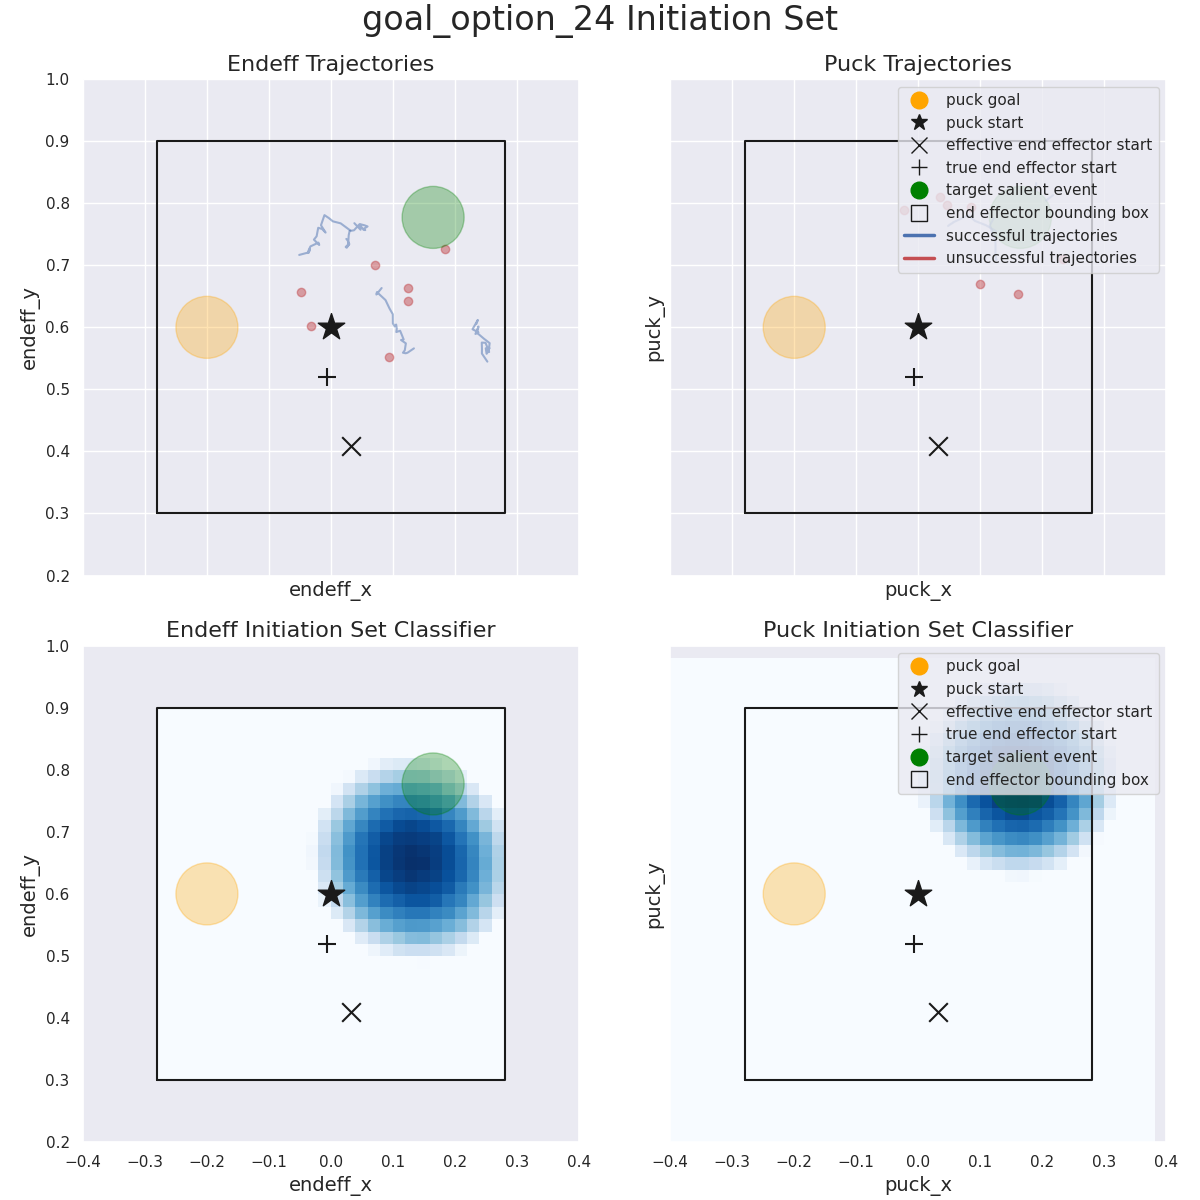 goal_option_24 Initiation Set
Endeff Trajectories
Puck Trajectories
1.0
0.9
0.8
0.7
0.6
0.5
0.4
0.3
0.2
endeff_y
endeff_x
puck_y
puck_x
puck goal
puck start
effective end effector start
true end effector start
target salient event
end effector bounding box
successful trajectories
unsuccessful trajectories
Endeff Initiation Set Classifier
Puck Initiation Set Classifier
1.0
0.9
0.8
0.7
0.6
0.5
0.4
0.3
0.2
endeff_y
−0.4 −0.3 −0.2 −0.1 0.0 0.1 0.2 0.3 0.4
endeff_x
puck_y
puck goal
puck start
effective end effector start
true end effector start
target salient event
end effector bounding box
−0.4 −0.3 −0.2 −0.1 0.0 0.1 0.2 0.3 0.4
puck_x